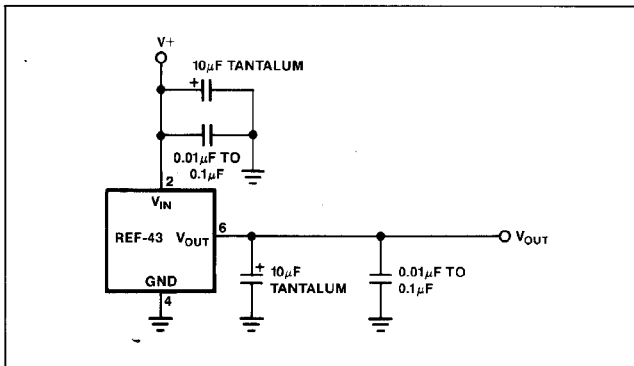 V+
10μF TANTALUM
+
0.01μF TO
0.1μF
2
VIN
REF-43
VOUT
6
GND
4
VOUT
+
10μF
TANTALUM
0.01μF TO
0.1μF